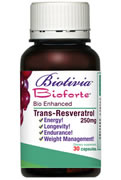 Biotivia
Bioforte
Bio Enhanced
Trans-Resveratrol
✓Energy! 250mg
✓Longevity!
✓Endurance!
✓Weight Management!
30 capsules